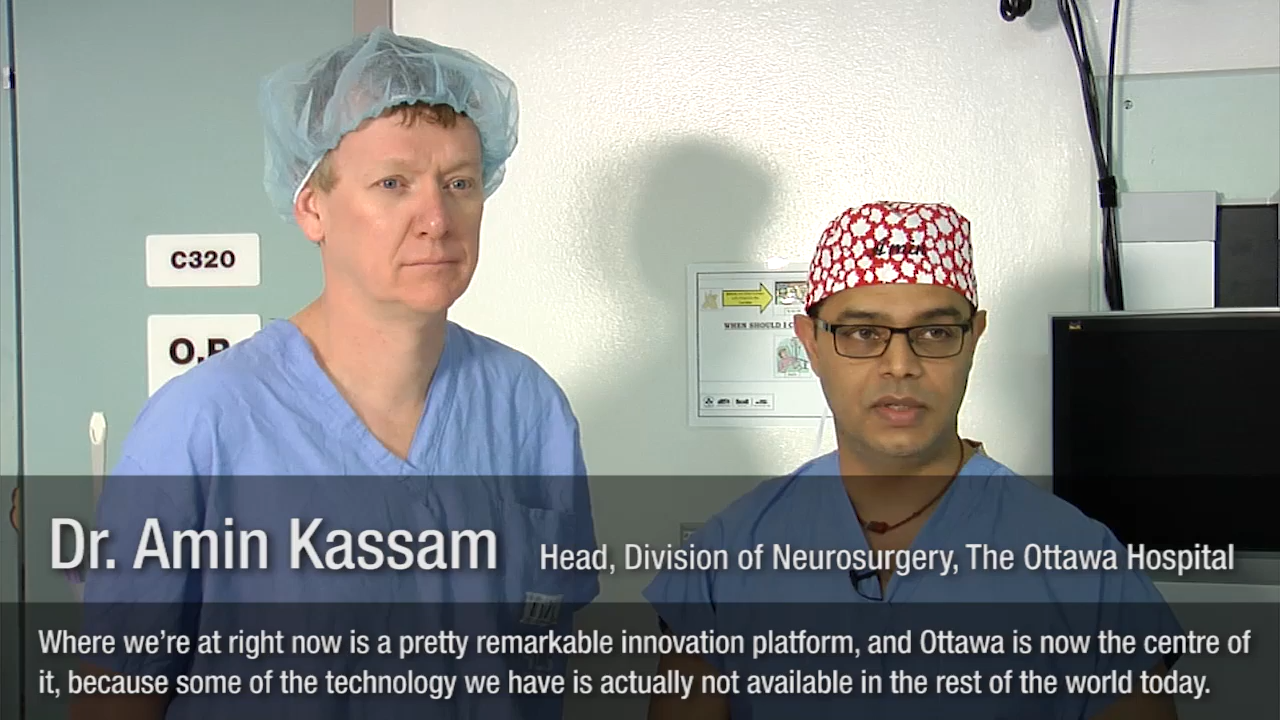 C320
O.R
Amin
WHEN SHOULD I C
Dr. Amin Kassam
Head, Division of Neurosurgery, The Ottawa Hospital
Where we're at right now is a pretty remarkable innovation platform, and Ottawa is now the centre of
it, because some of the technology we have is actually not available in the rest of the world today.